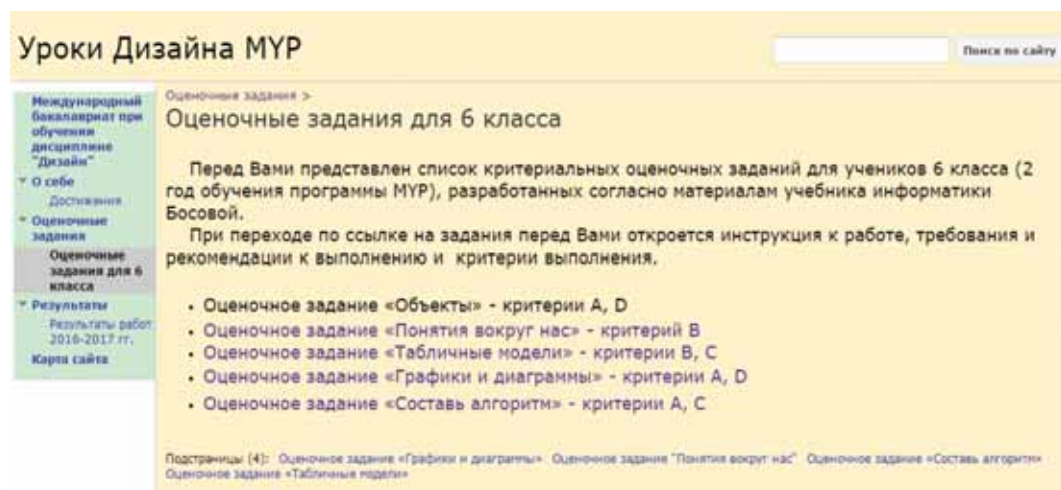 Уроки Дизайна MYP
Поиск по сайту
Международный
бакалавриат при
обучении
дисциплине
"Дизайн"
О себе
Достижения
Оценочные
задания
Оценочные
задания для 6
класса
Результаты
Результаты работ
2016-2017 гг.
Карта сайта
Оценочные задания >
Оценочные задания для 6 класса
Перед Вами представлен список критериальных оценочных заданий для учеников 6 класса (2
год обучения программы MYP), разработанных согласно материалам учебника информатики
Босовой.
При переходе по ссылке на задания перед Вами откроется инструкция к работе, требования и
рекомендации к выполнению и критерии выполнения.
• Оценочное задание «Объекты» - критерии A, D
• Оценочное задание «Понятия вокруг нас» - критерий B
• Оценочное задание «Табличные модели» - критерии B, C
• Оценочное задание «Графики и диаграммы» - критерии A, D
• Оценочное задание «Составь алгоритм» - критерии A, C
Подстраницы (4): Оценочное задание «Графики и диаграммы» Оценочное задание "Понятия вокруг нас" Оценочное задание «Составь алгоритм»
Оценочное задание «Табличные модели»